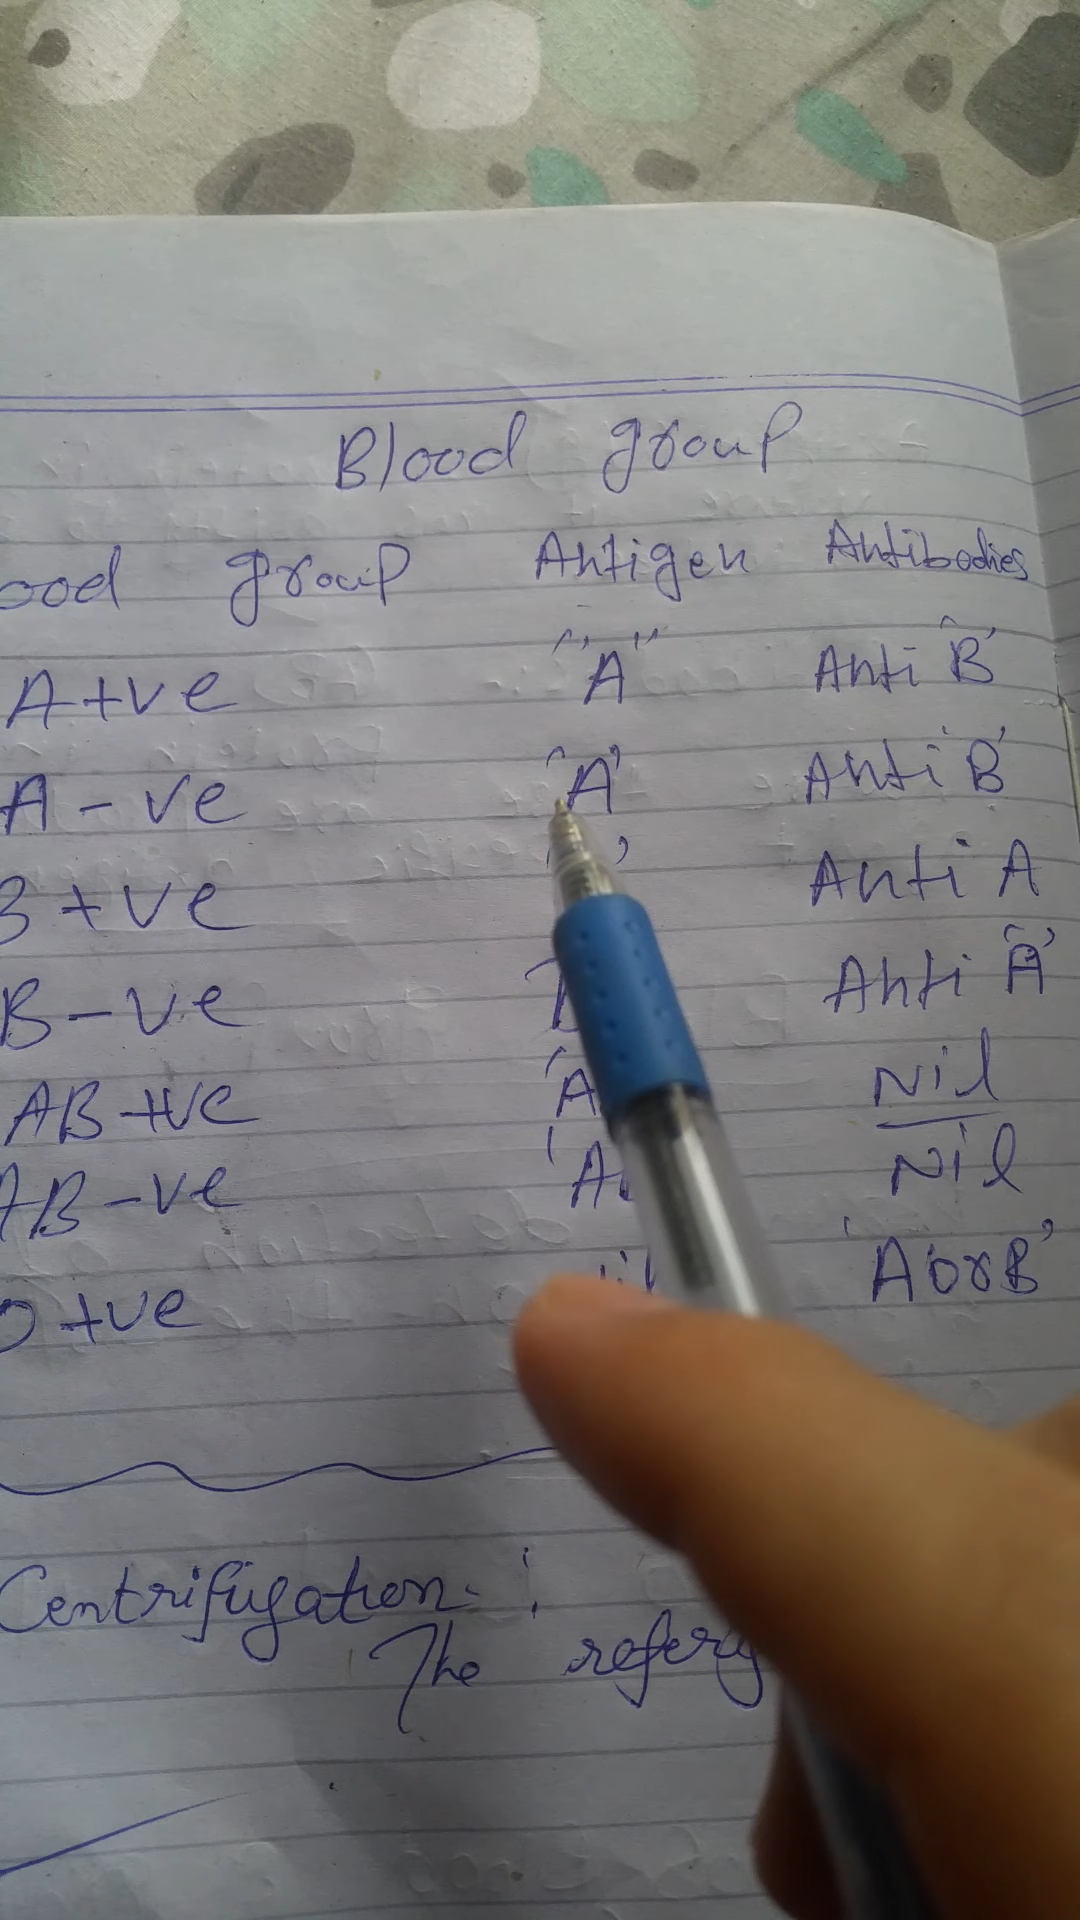 Blood group
ood group Antigen Antibodies
A+ve "A" Anti 'B'
A-ve 'A' Anti 'B'
B+ve Anti A
B-ve Anti 'A'
AB+ve 'A Nil
AB-ve 'A Nil
O+ve 'A or B'
Centrifugation:
The